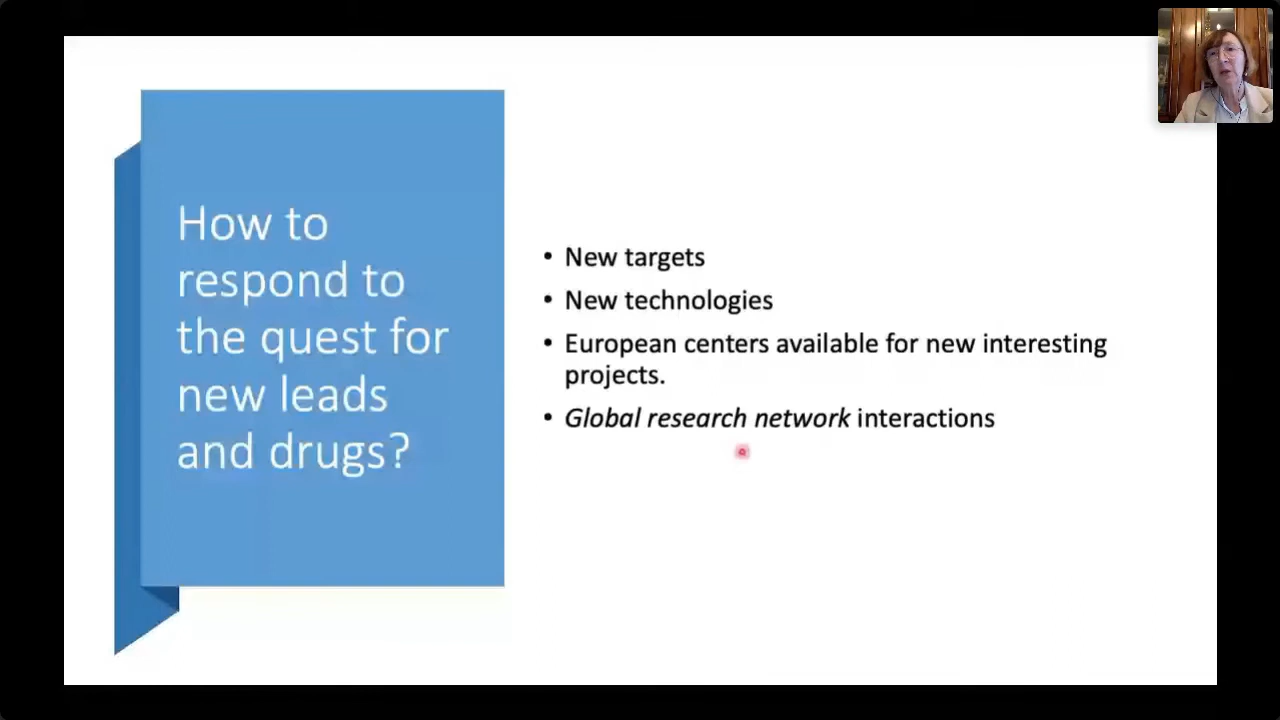 How to
respond to
the quest for
new leads
and drugs?
• New targets
• New technologies
• European centers available for new interesting
projects.
• Global research network interactions